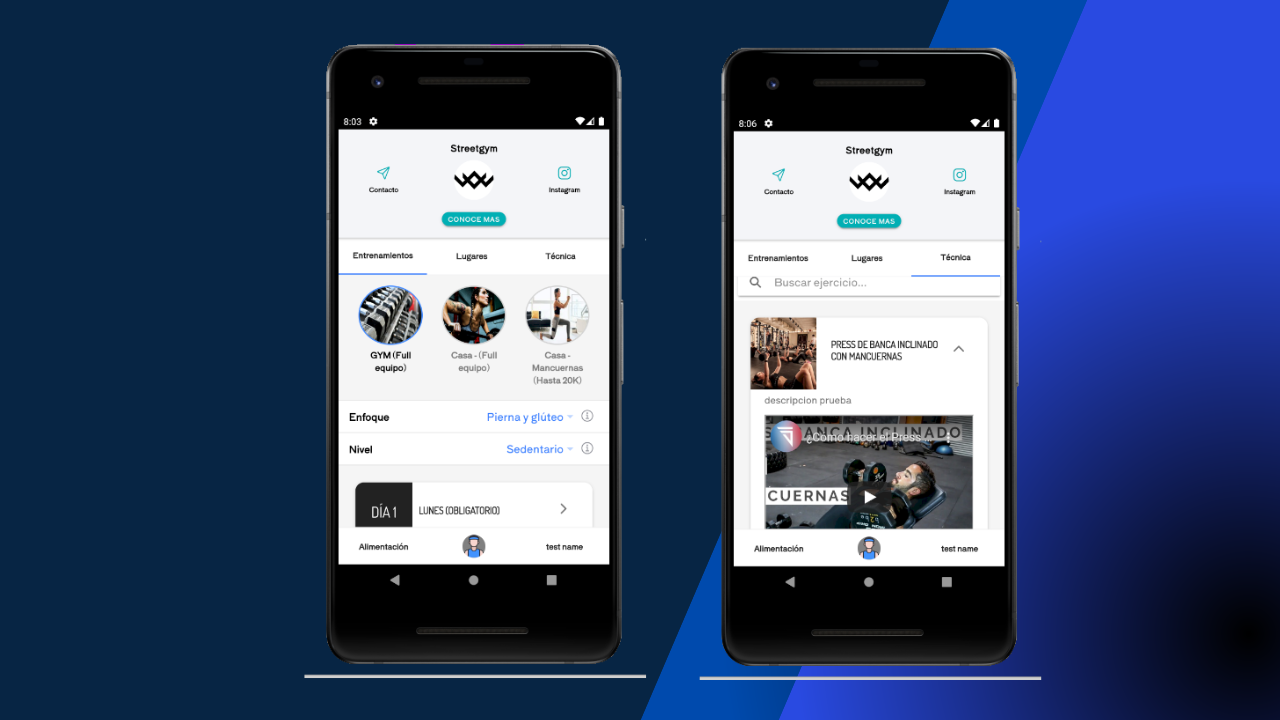 8:03
Streetgym
Contacto
Instagram
CONOCE MAS
Entrenamientos
Lugares
Técnica
GYM (Full
equipo)
Casa - (Full
equipo)
Casa -
Mancuernas
(Hasta 20K)
Enfoque
Pierna y glúteo
Nivel
Sedentario
DÍA 1
LUNES (OBLIGATORIO)
Alimentación
test name
8:06
Streetgym
Contacto
Instagram
CONOCE MAS
Entrenamientos
Lugares
Técnica
Buscar ejercicio...
PRESS DE BANCA INCLINADO
CON MANCUERNAS
descripcion prueba
BANCA INCLINADO
¿Como hacer el Press ...
CUERNAS
Alimentación
test name